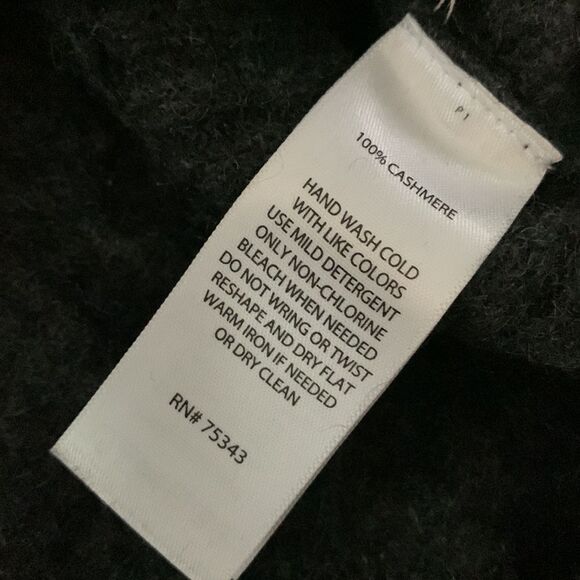 P1
100% CASHMERE
HAND WASH COLD
WITH LIKE COLORS
USE MILD DETERGENT
ONLY NON-CHLORINE
BLEACH WHEN NEEDED
DO NOT WRING OR TWIST
RESHAPE AND DRY FLAT
WARM IRON IF NEEDED
OR DRY CLEAN
RN# 75343